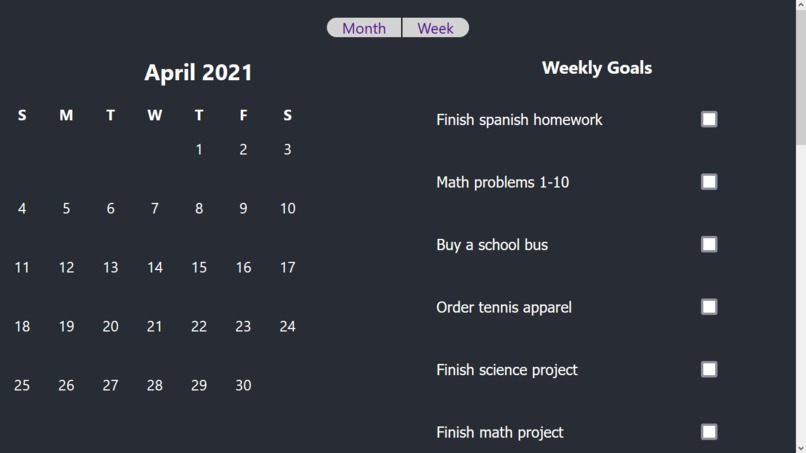 Month Week
April 2021
S M T W T F S
1 2 3
4 5 6 7 8 9 10
11 12 13 14 15 16 17
18 19 20 21 22 23 24
25 26 27 28 29 30
Weekly Goals
Finish spanish homework
Math problems 1-10
Buy a school bus
Order tennis apparel
Finish science project
Finish math project